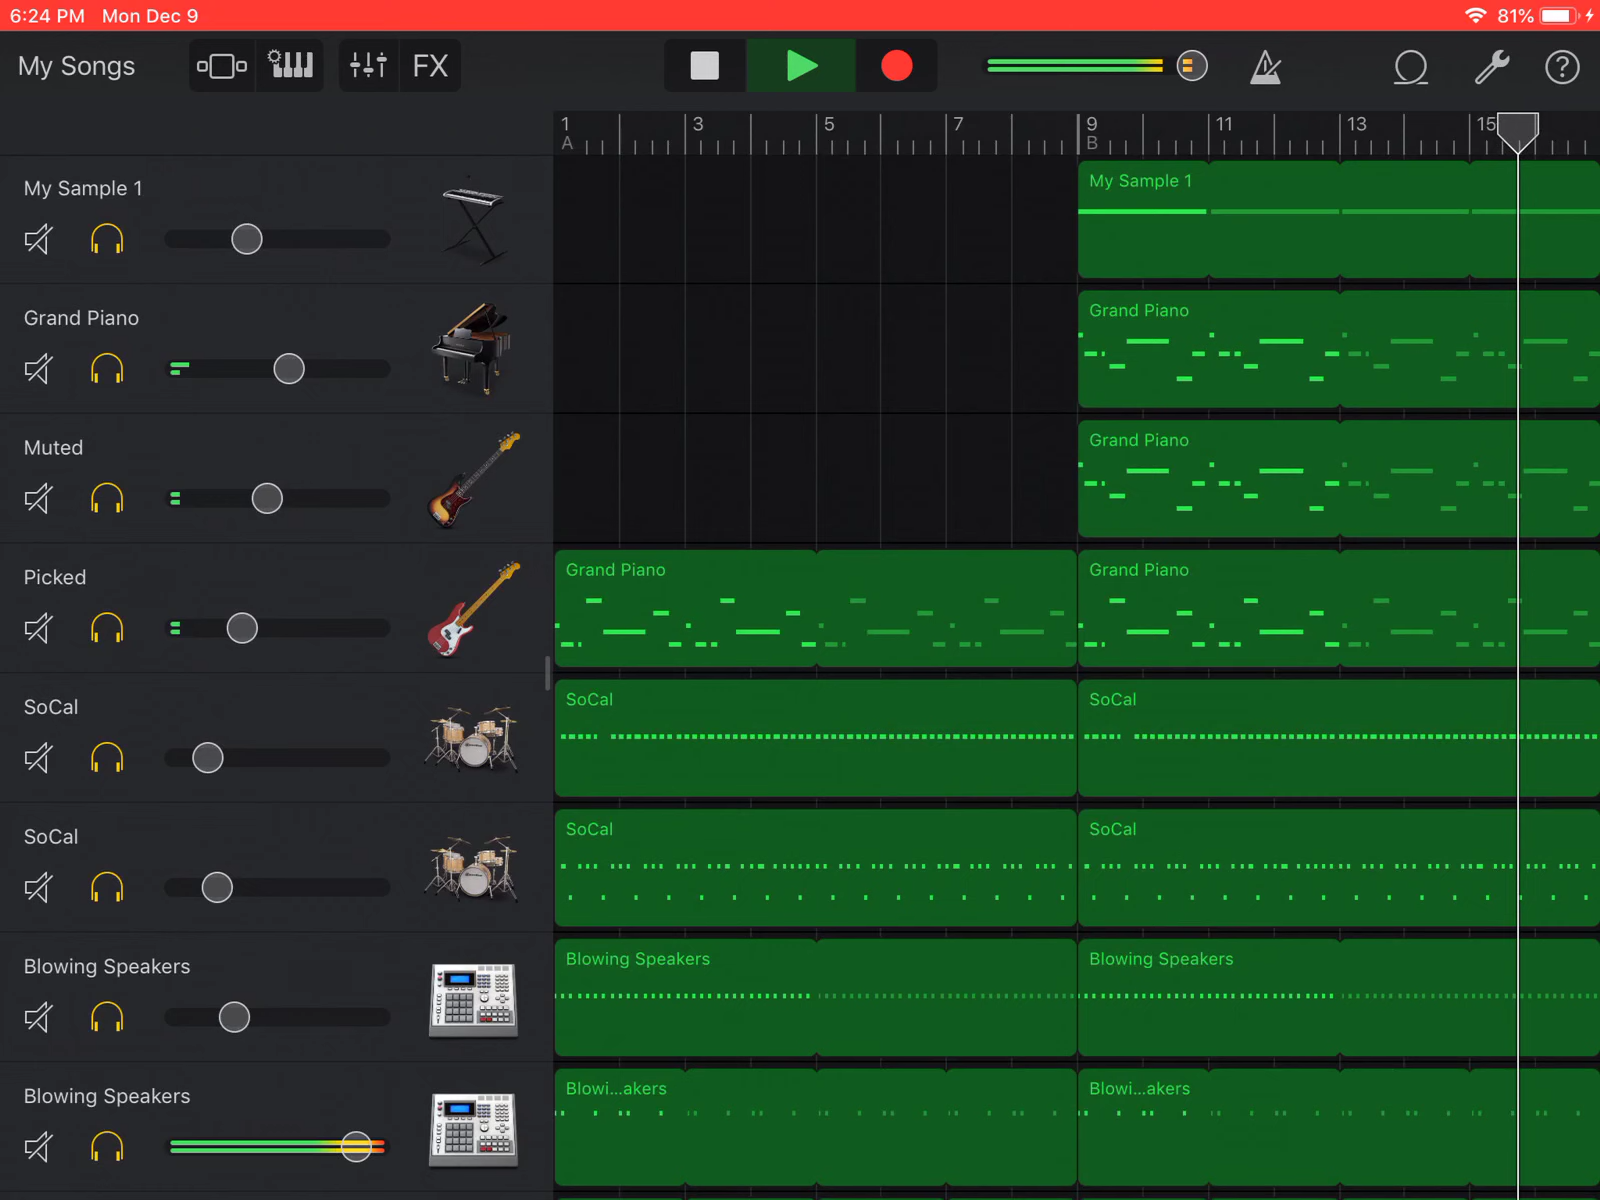 6:24 PM Mon Dec 9 81%
My Songs FX
1 3 5 7 9 11 13 15
A B
My Sample 1 My Sample 1
Grand Piano Grand Piano
Muted Grand Piano
Picked Grand Piano Grand Piano
SoCal SoCal SoCal
SoCal SoCal SoCal
Blowing Speakers Blowing Speakers Blowing Speakers
Blowing Speakers Blowi...akers Blowi...akers